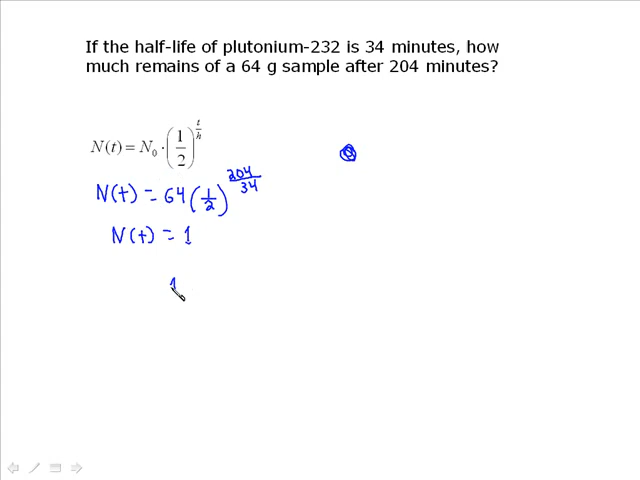 If the half-life of plutonium-232 is 34 minutes, how
much remains of a 64 g sample after 204 minutes?
N(t) = N₀ · (1/2)^(t/h)
N(t) = 64 (1/2)^(204/34)
N(t) = 1
1